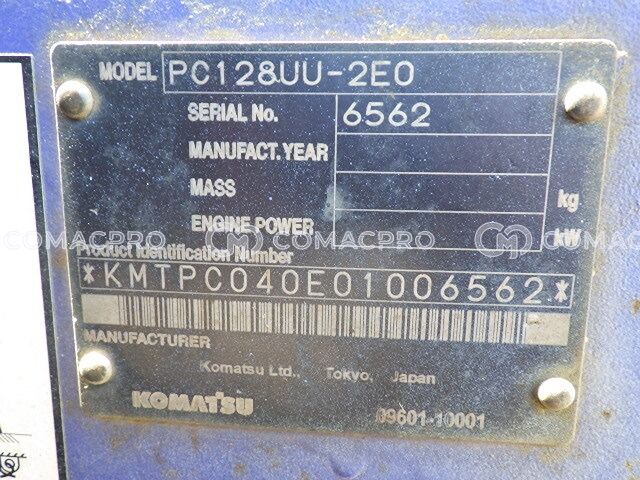 MODEL PC128UU-2E0
SERIAL No. 6562
MANUFACT. YEAR
MASS kg
ENGINE POWER kW
COMACPRO COMACPRO COMACPRO
Product Identification Number
*KMTPC040E01006562*
MANUFACTURER
Komatsu Ltd., Tokyo, Japan
KOMATSU 09601-10001